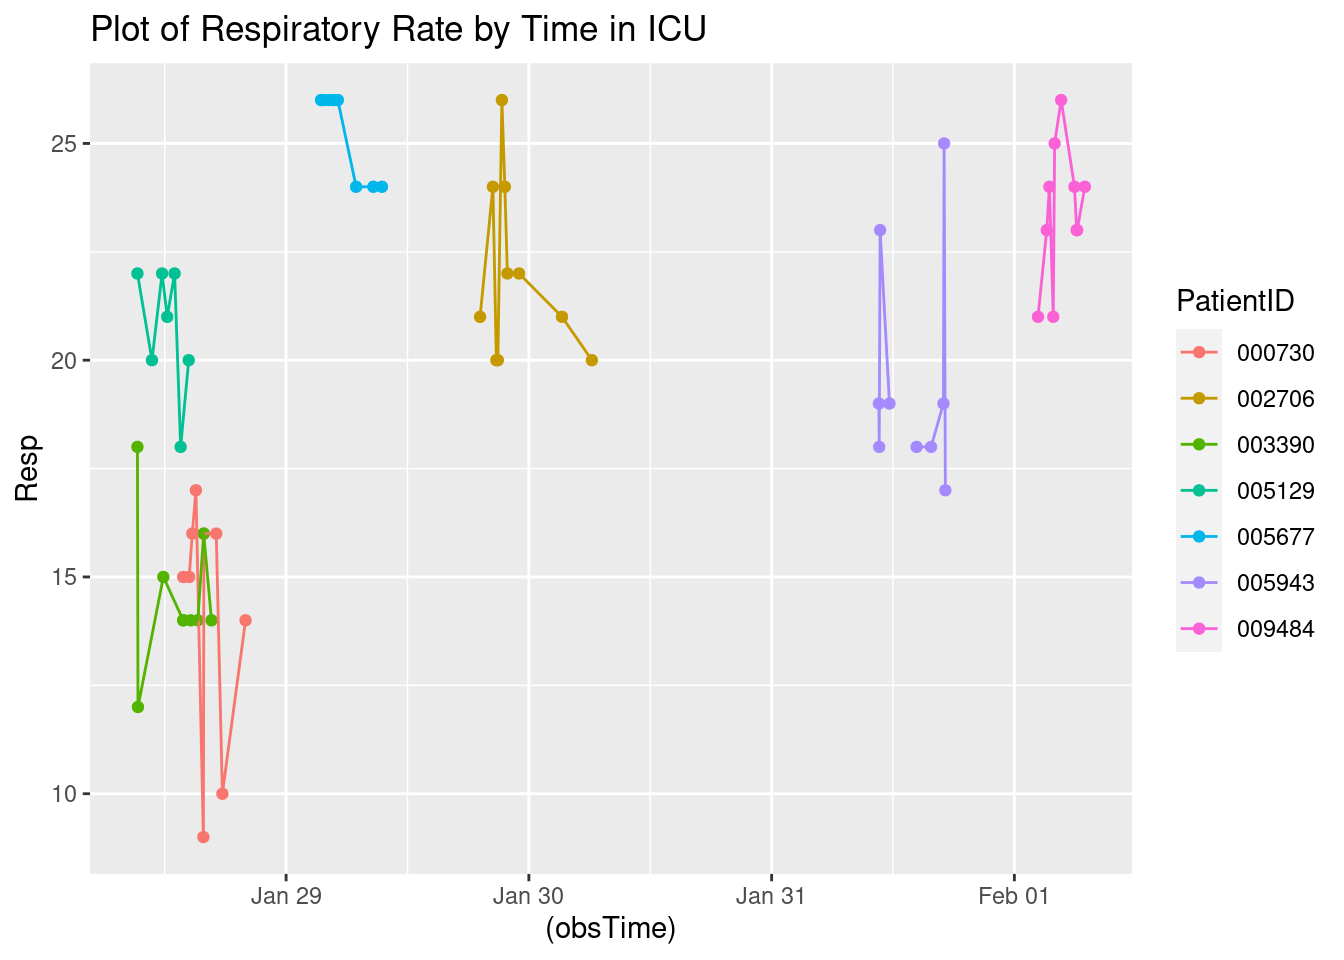 Plot of Respiratory Rate by Time in ICU
25
20
15
10
Resp
Jan 29
Jan 30
Jan 31
Feb 01
(obsTime)
PatientID
000730
002706
003390
005129
005677
005943
009484